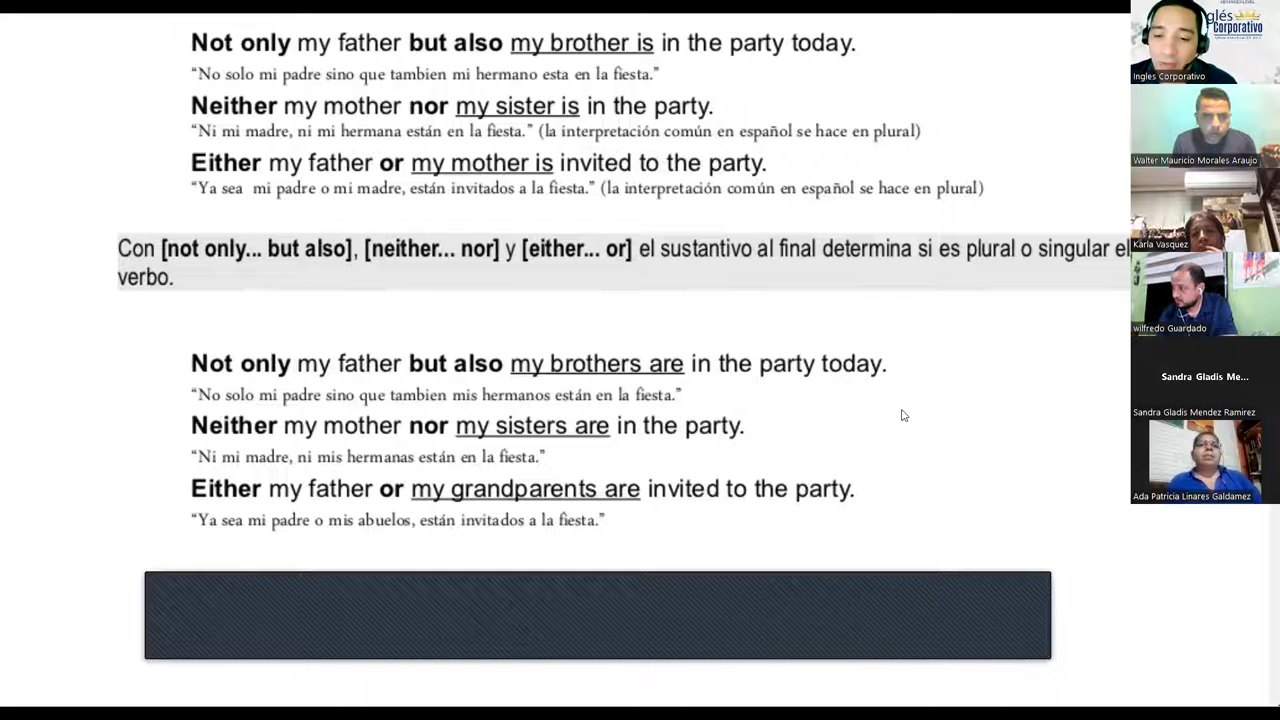 Not only my father but also my brother is in the party today.
“No solo mi padre sino que tambien mi hermano esta en la fiesta.”
Neither my mother nor my sister is in the party.
“Ni mi madre, ni mi hermana están en la fiesta.” (la interpretación común en español se hace en plural)
Either my father or my mother is invited to the party.
“Ya sea  mi padre o mi madre, están invitados a la fiesta.” (la interpretación común en español se hace en plural)
Con [not only... but also], [neither... nor] y [either... or] el sustantivo al final determina si es plural o singular el
verbo.
Not only my father but also my brothers are in the party today.
“No solo mi padre sino que tambien mis hermanos están en la fiesta.”
Neither my mother nor my sisters are in the party.
“Ni mi madre, ni mis hermanas están en la fiesta.”
Either my father or my grandparents are invited to the party.
“Ya sea mi padre o mis abuelos, están invitados a la fiesta.”
glés
Corporativo
Ingles Corporativo
Walter Mauricio Morales Araujo
Karla Vasquez
wilfredo Guardado
Sandra Gladis Me...
Sandra Gladis Mendez Ramirez
Ada Patricia Linares Galdamez